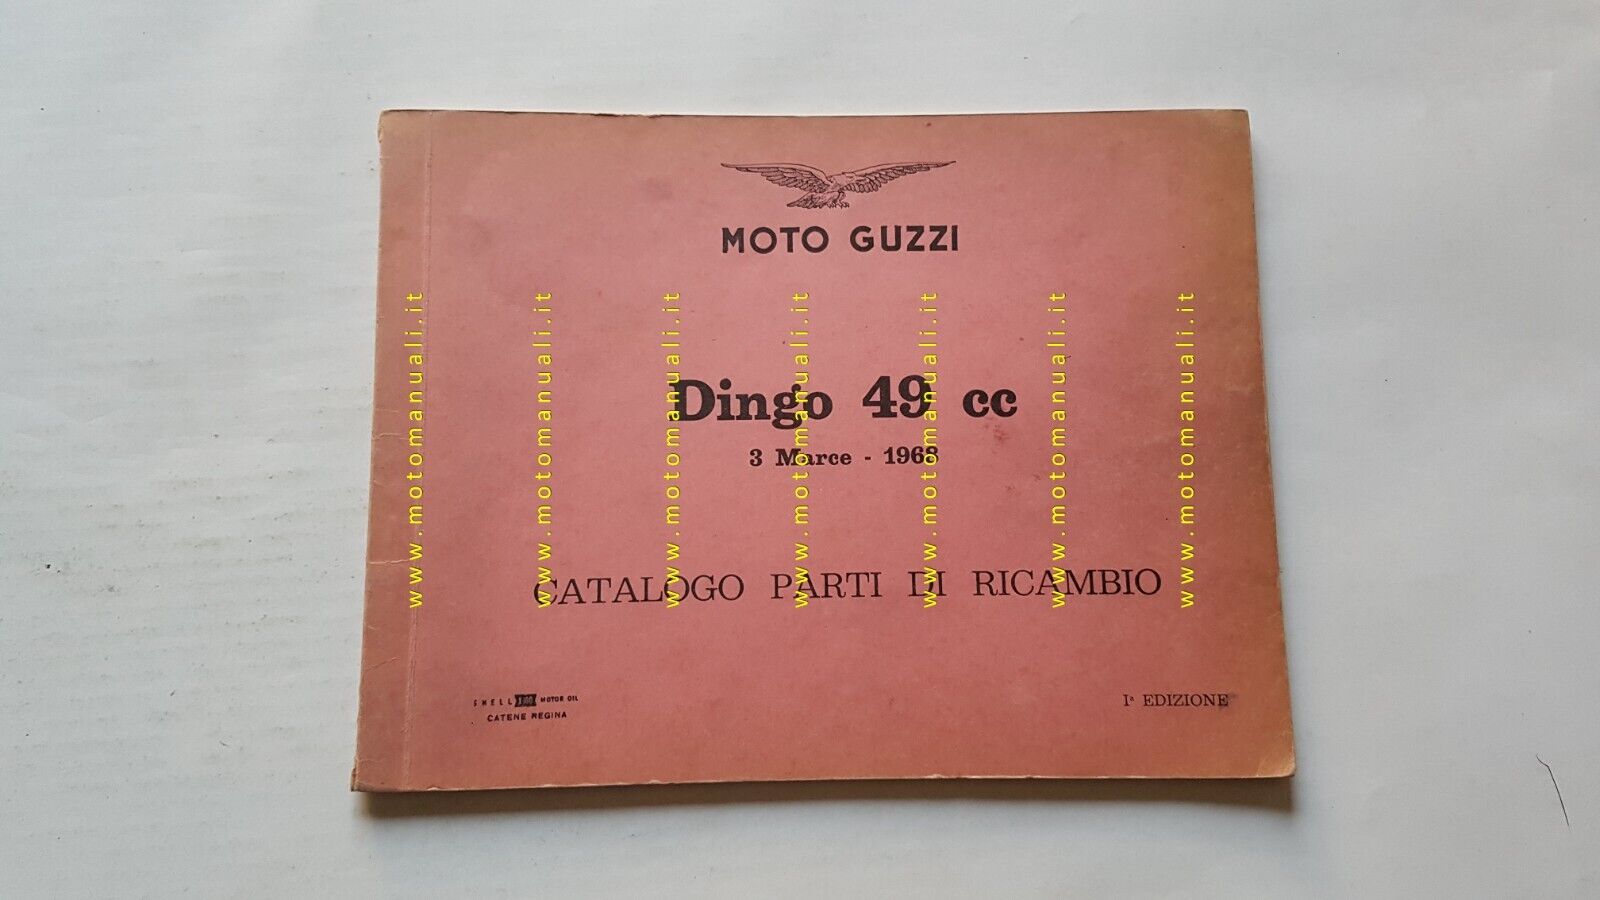 MOTO GUZZI
Dingo 49 cc
3 Marce - 1968
CATALOGO PARTI DI RICAMBIO
SHELL MOTOR OIL
CATENE REGINA
Iª EDIZIONE
www.motomanuali.it
www.motomanuali.it
www.motomanuali.it
www.motomanuali.it
www.motomanuali.it
www.motomanuali.it
www.motomanuali.it